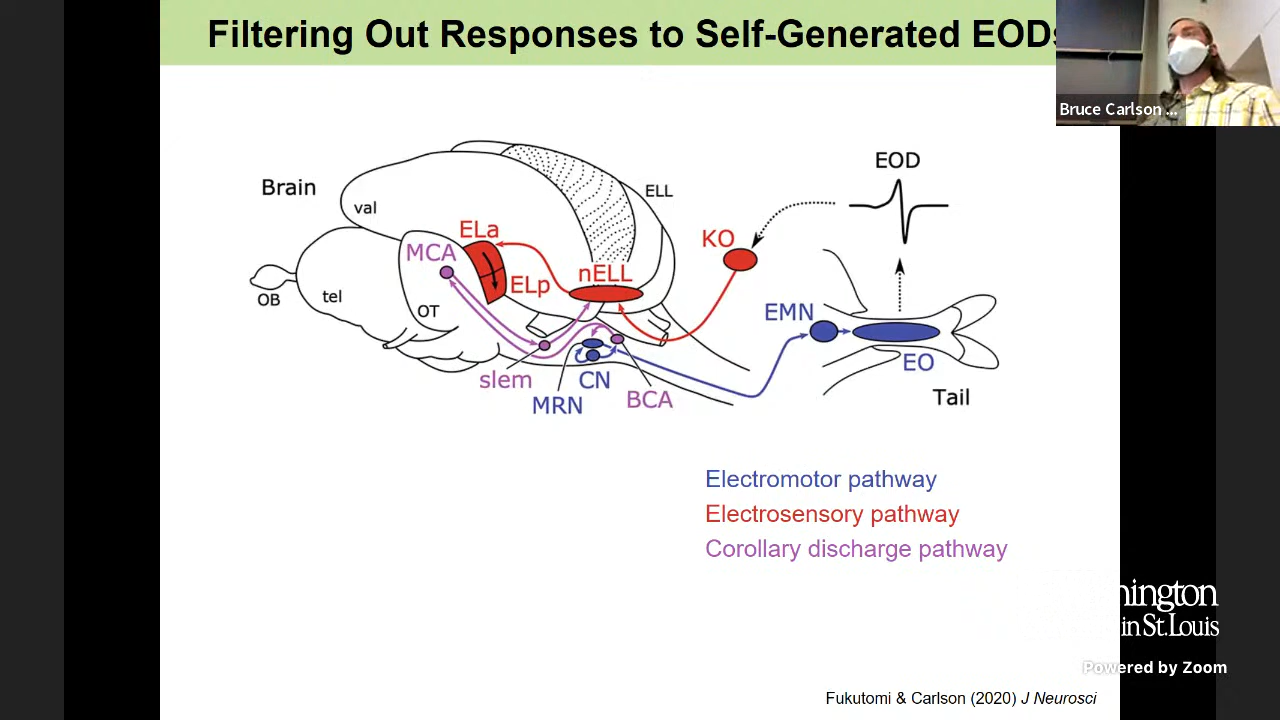 Filtering Out Responses to Self-Generated EODs
Bruce Carlson ...
EOD
Brain
val
ELL
ELa
MCA
KO
nELL
ELp
OB
tel
OT
EMN
EO
slem
CN
MRN
BCA
Tail
Electromotor pathway
Electrosensory pathway
Corollary discharge pathway
hington
in St. Louis
Powered by Zoom
Fukutomi & Carlson (2020) J Neurosci